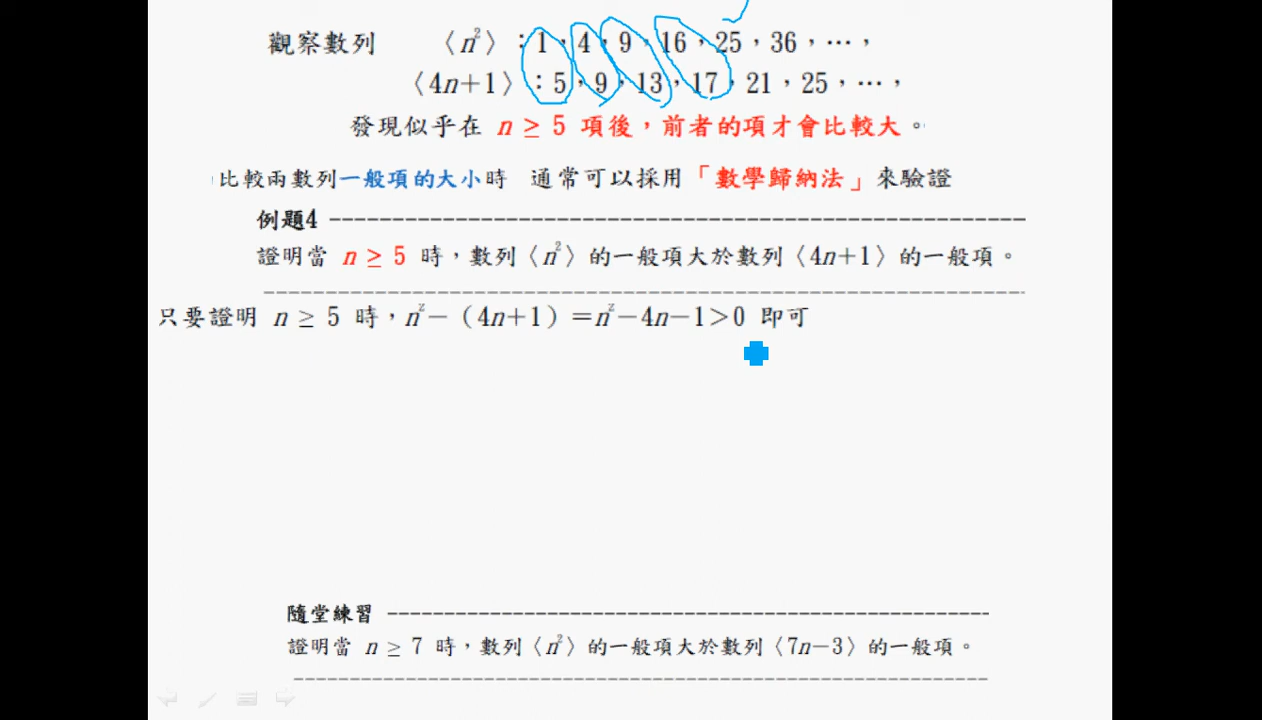 觀察數列 〈n²〉:1,4,9,16,25,36,…,
〈4n+1〉:5,9,13,17,21,25,…,
發現似乎在 n ≥ 5 項後,前者的項才會比較大。
比較兩數列一般項的大小時 通常可以採用「數學歸納法」來驗證
例題4
證明當 n ≥ 5 時,數列〈n²〉的一般項大於數列〈4n+1〉的一般項。
只要證明 n ≥ 5 時,n²-(4n+1)=n²-4n-1>0 即可
隨堂練習
證明當 n ≥ 7 時,數列〈n²〉的一般項大於數列〈7n-3〉的一般項。